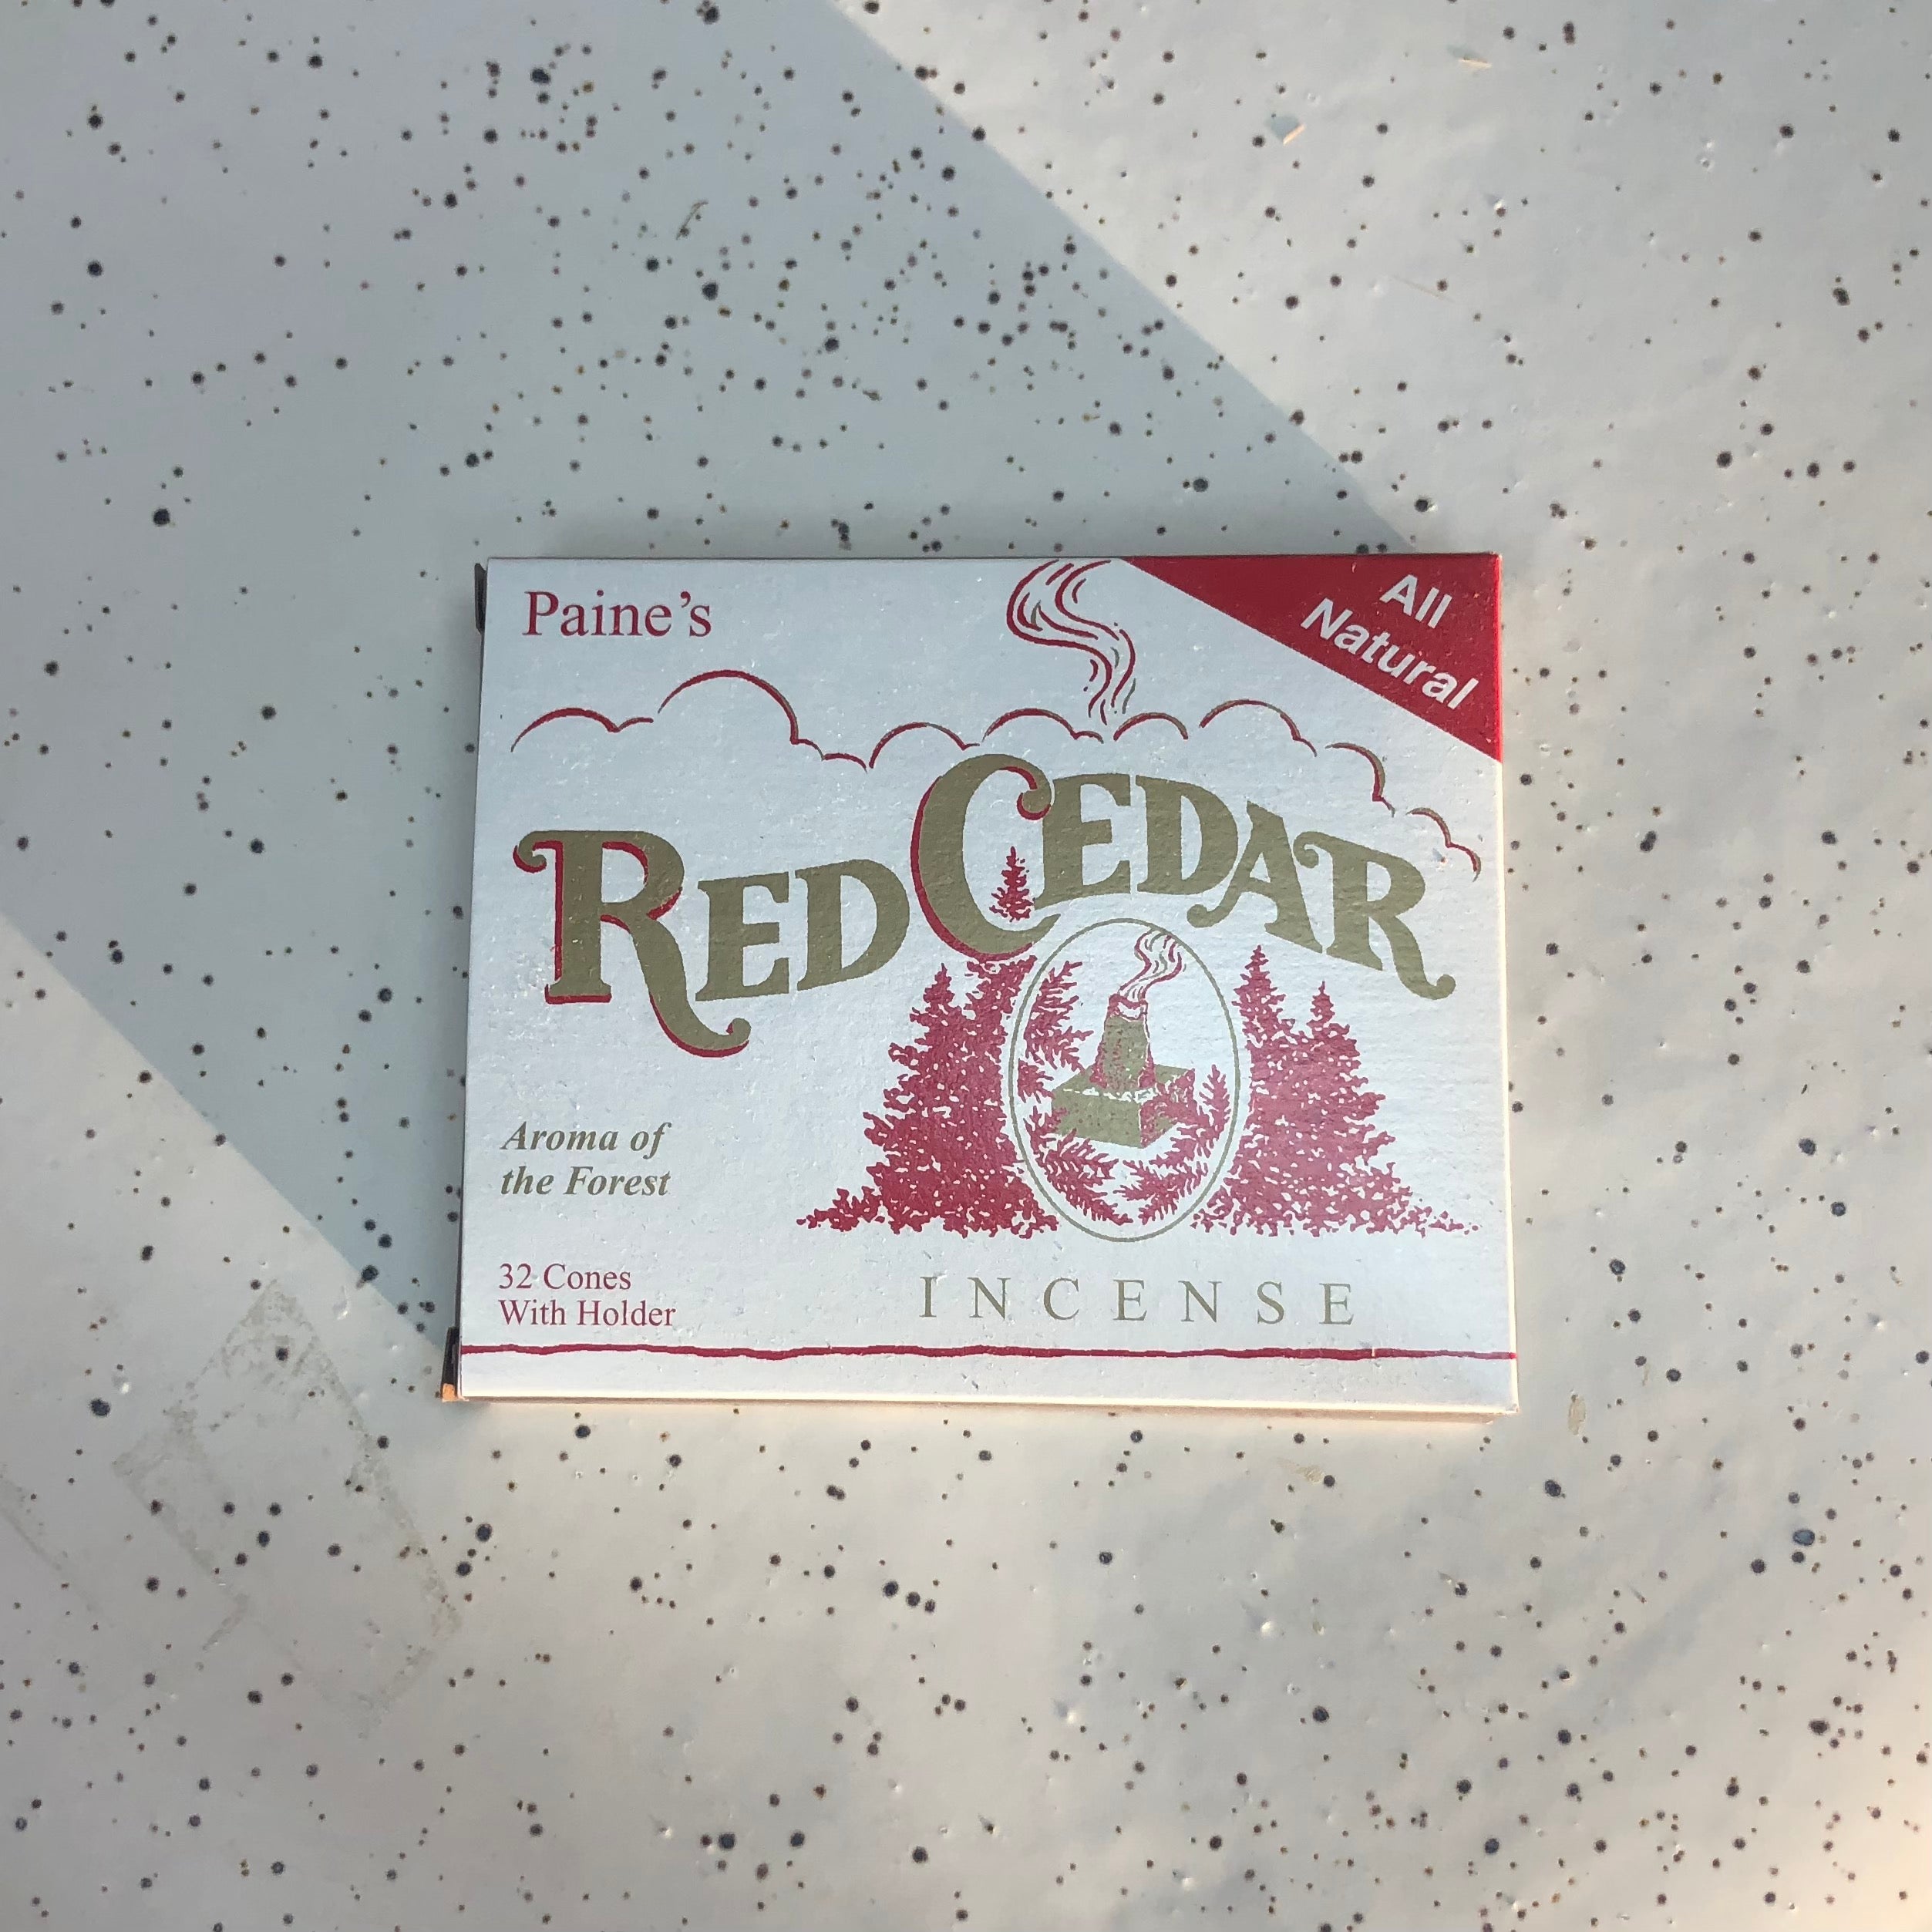 Paine's
All
Natural
RED CEDAR
Aroma of
the Forest
32 Cones
With Holder
INCENSE